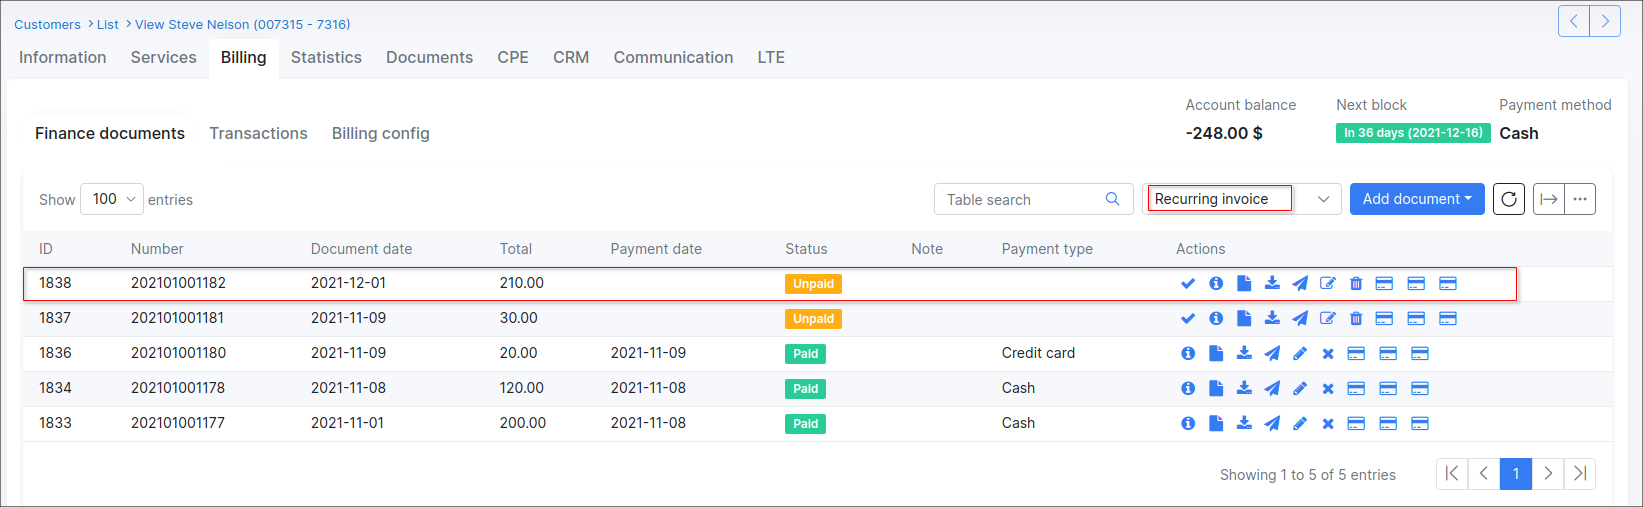 Customers > List > View Steve Nelson (007315 - 7316)
Information Services Billing Statistics Documents CPE CRM Communication LTE
Account balance Next block Payment method
Finance documents Transactions Billing config -248.00 $ In 36 days (2021-12-16) Cash
Show 100 entries Table search Recurring invoice Add document
ID Number Document date Total Payment date Status Note Payment type Actions
1838 202101001182 2021-12-01 210.00 Unpaid
1837 202101001181 2021-11-09 30.00 Unpaid
1836 202101001180 2021-11-09 20.00 2021-11-09 Paid Credit card
1834 202101001178 2021-11-08 120.00 2021-11-08 Paid Cash
1833 202101001177 2021-11-01 200.00 2021-11-08 Paid Cash
Showing 1 to 5 of 5 entries 1